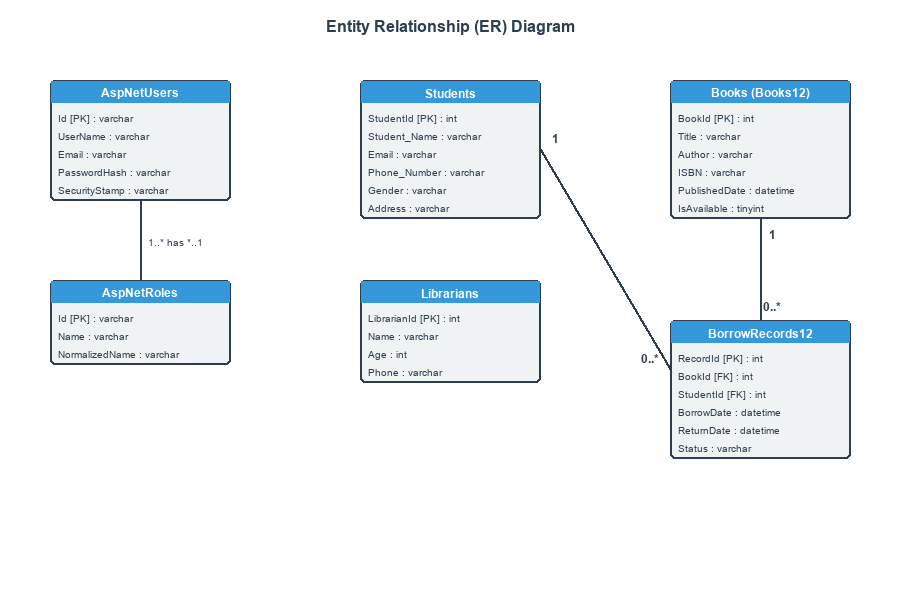 Entity Relationship (ER) Diagram
AspNetUsers
Id [PK] : varchar
UserName : varchar
Email : varchar
PasswordHash : varchar
SecurityStamp : varchar
1..* has *..1
AspNetRoles
Id [PK] : varchar
Name : varchar
NormalizedName : varchar
Students
StudentId [PK] : int
Student_Name : varchar
Email : varchar
Phone_Number : varchar
Gender : varchar
Address : varchar
1
0..*
Librarians
LibrarianId [PK] : int
Name : varchar
Age : int
Phone : varchar
Books (Books12)
BookId [PK] : int
Title : varchar
Author : varchar
ISBN : varchar
PublishedDate : datetime
IsAvailable : tinyint
1
0..*
BorrowRecords12
RecordId [PK] : int
BookId [FK] : int
StudentId [FK] : int
BorrowDate : datetime
ReturnDate : datetime
Status : varchar